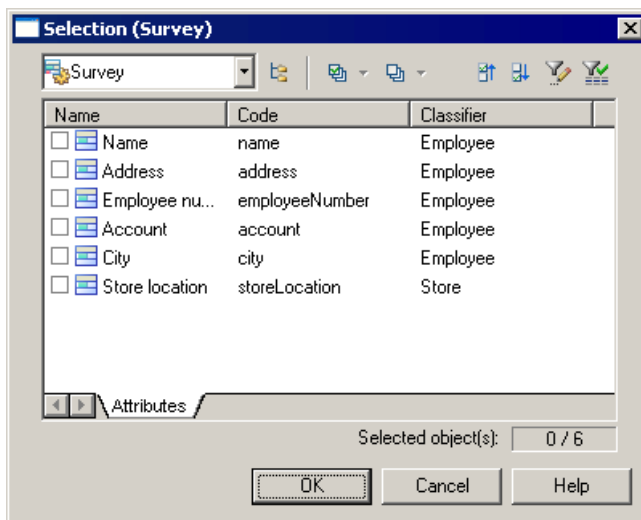 Selection (Survey)
Survey
Name Code Classifier
Name name Employee
Address address Employee
Employee nu... employeeNumber Employee
Account account Employee
City city Employee
Store location storeLocation Store
Attributes
Selected object(s): 0 / 6
OK Cancel Help